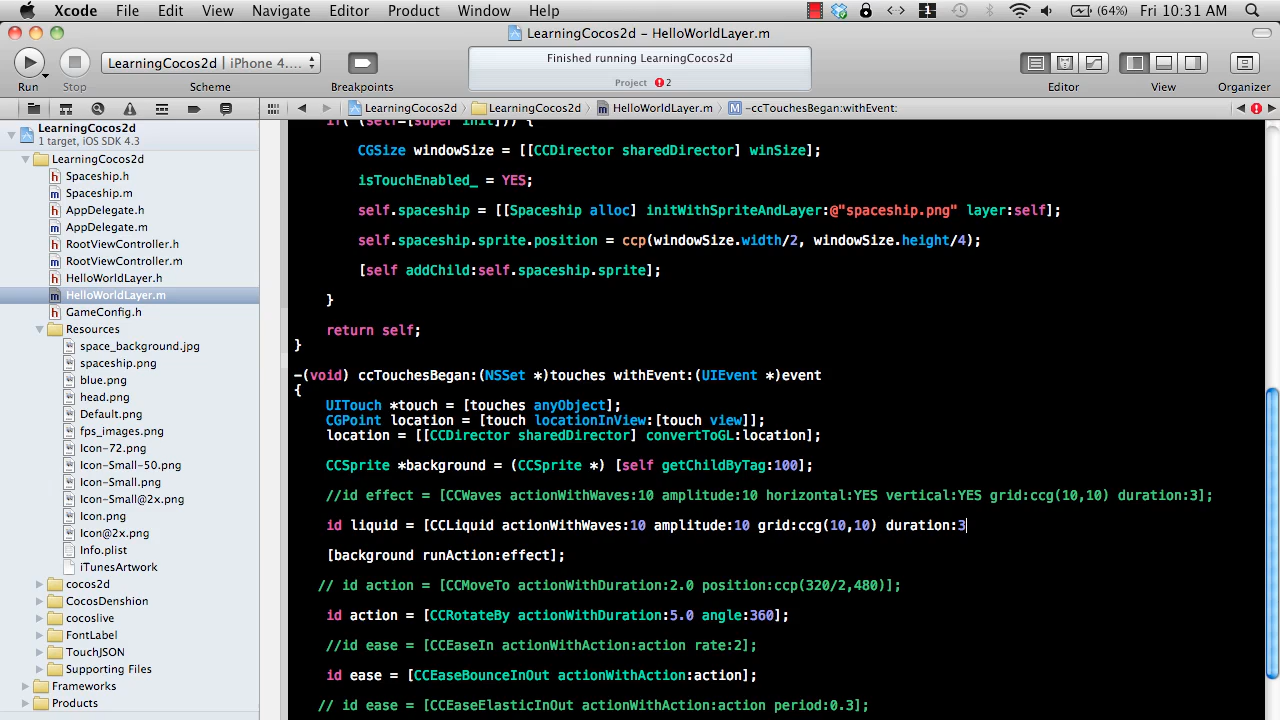 Xcode File Edit View Navigate Editor Product Window Help (64%) Fri 10:31 AM
LearningCocos2d – HelloWorldLayer.m
LearningCocos2d | iPhone 4....
Finished running LearningCocos2d
Project 2
Run Stop Scheme Breakpoints Editor View Organizer
LearningCocos2d LearningCocos2d HelloWorldLayer.m -ccTouchesBegan:withEvent:
LearningCocos2d
1 target, iOS SDK 4.3
LearningCocos2d
Spaceship.h
Spaceship.m
AppDelegate.h
AppDelegate.m
RootViewController.h
RootViewController.m
HelloWorldLayer.h
HelloWorldLayer.m
GameConfig.h
Resources
space_background.jpg
spaceship.png
blue.png
head.png
Default.png
fps_images.png
Icon-72.png
Icon-Small-50.png
Icon-Small.png
Icon-Small@2x.png
Icon.png
Icon@2x.png
Info.plist
iTunesArtwork
cocos2d
CocosDenshion
cocoslive
FontLabel
TouchJSON
Supporting Files
Frameworks
Products
if( (self=[super init])) {
CGSize windowSize = [[CCDirector sharedDirector] winSize];
isTouchEnabled_ = YES;
self.spaceship = [[Spaceship alloc] initWithSpriteAndLayer:@"spaceship.png" layer:self];
self.spaceship.sprite.position = ccp(windowSize.width/2, windowSize.height/4);
[self addChild:self.spaceship.sprite];
}
return self;
}
-(void) ccTouchesBegan:(NSSet *)touches withEvent:(UIEvent *)event
{
UITouch *touch = [touches anyObject];
CGPoint location = [touch locationInView:[touch view]];
location = [[CCDirector sharedDirector] convertToGL:location];
CCSprite *background = (CCSprite *) [self getChildByTag:100];
//id effect = [CCWaves actionWithWaves:10 amplitude:10 horizontal:YES vertical:YES grid:ccg(10,10) duration:3];
id liquid = [CCLiquid actionWithWaves:10 amplitude:10 grid:ccg(10,10) duration:3
[background runAction:effect];
// id action = [CCMoveTo actionWithDuration:2.0 position:ccp(320/2,480)];
id action = [CCRotateBy actionWithDuration:5.0 angle:360];
//id ease = [CCEaseIn actionWithAction:action rate:2];
id ease = [CCEaseBounceInOut actionWithAction:action];
// id ease = [CCEaseElasticInOut actionWithAction:action period:0.3];